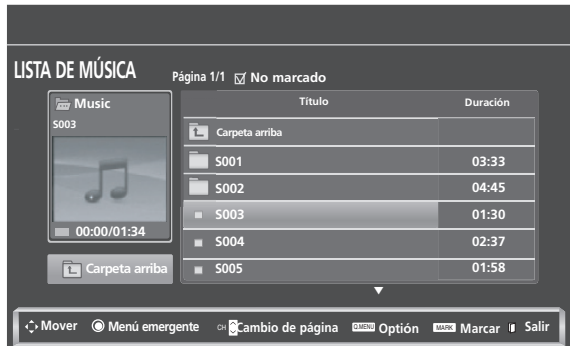 LISTA DE MÚSICA Página 1/1 No marcado
Music
S003
00:00/01:34
Carpeta arriba
Título Duración
Carpeta arriba
S001 03:33
S002 04:45
S003 01:30
S004 02:37
S005 01:58
Mover Menú emergente CH Cambio de página Q.MENU Optión MARK Marcar Salir